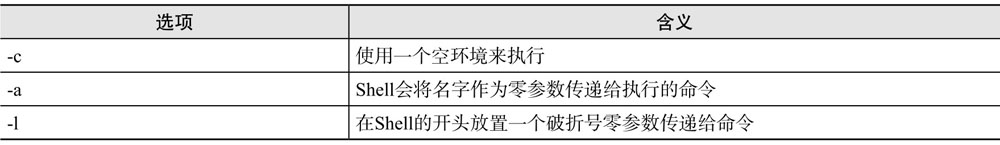 选项 含义
-c 使用一个空环境来执行
-a Shell会将名字作为零参数传递给执行的命令
-l 在Shell的开头放置一个破折号零参数传递给命令